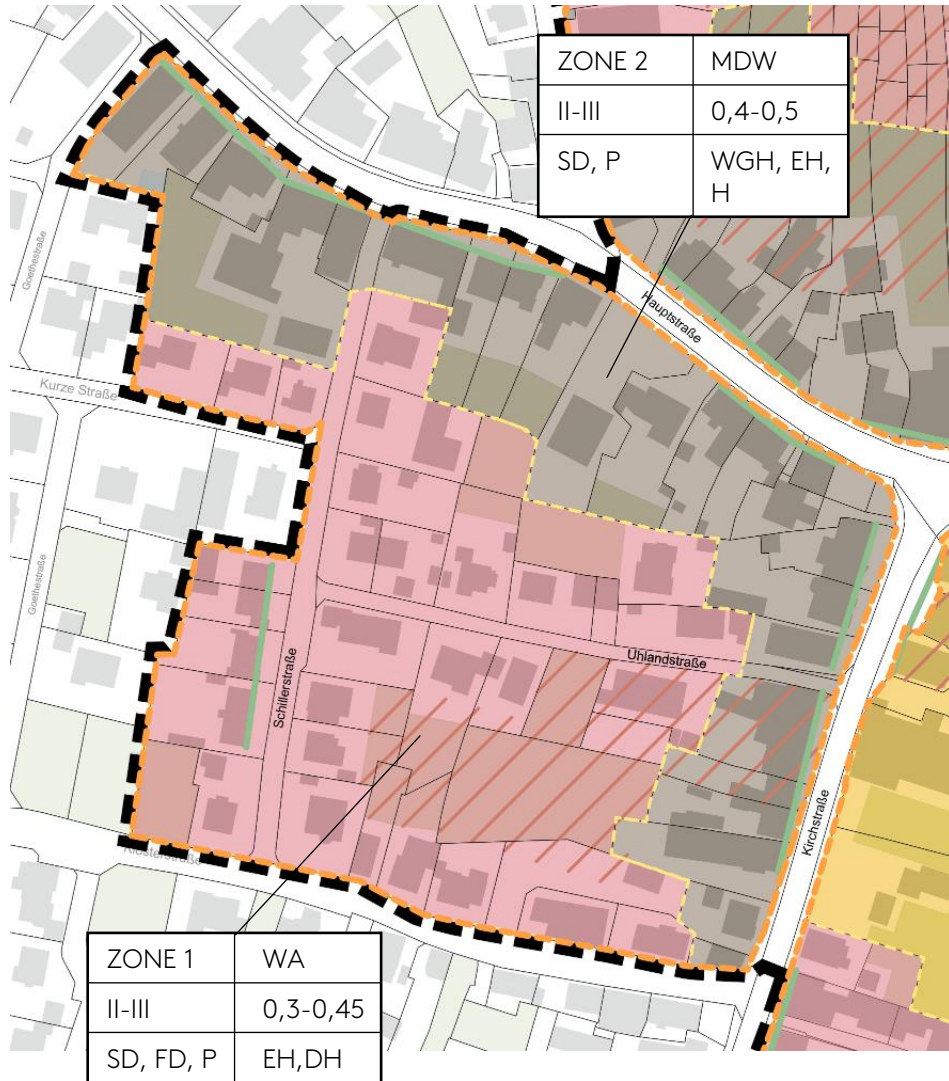 ZONE 2 MDW
II-III 0,4-0,5
SD, P WGH, EH,
H
Goethestraße
Hauptstraße
Kurze Straße
Goethestraße
Uhlandstraße
Schillerstraße
Kirchstraße
Klosterstraße
ZONE 1 WA
II-III 0,3-0,45
SD, FD, P EH,DH